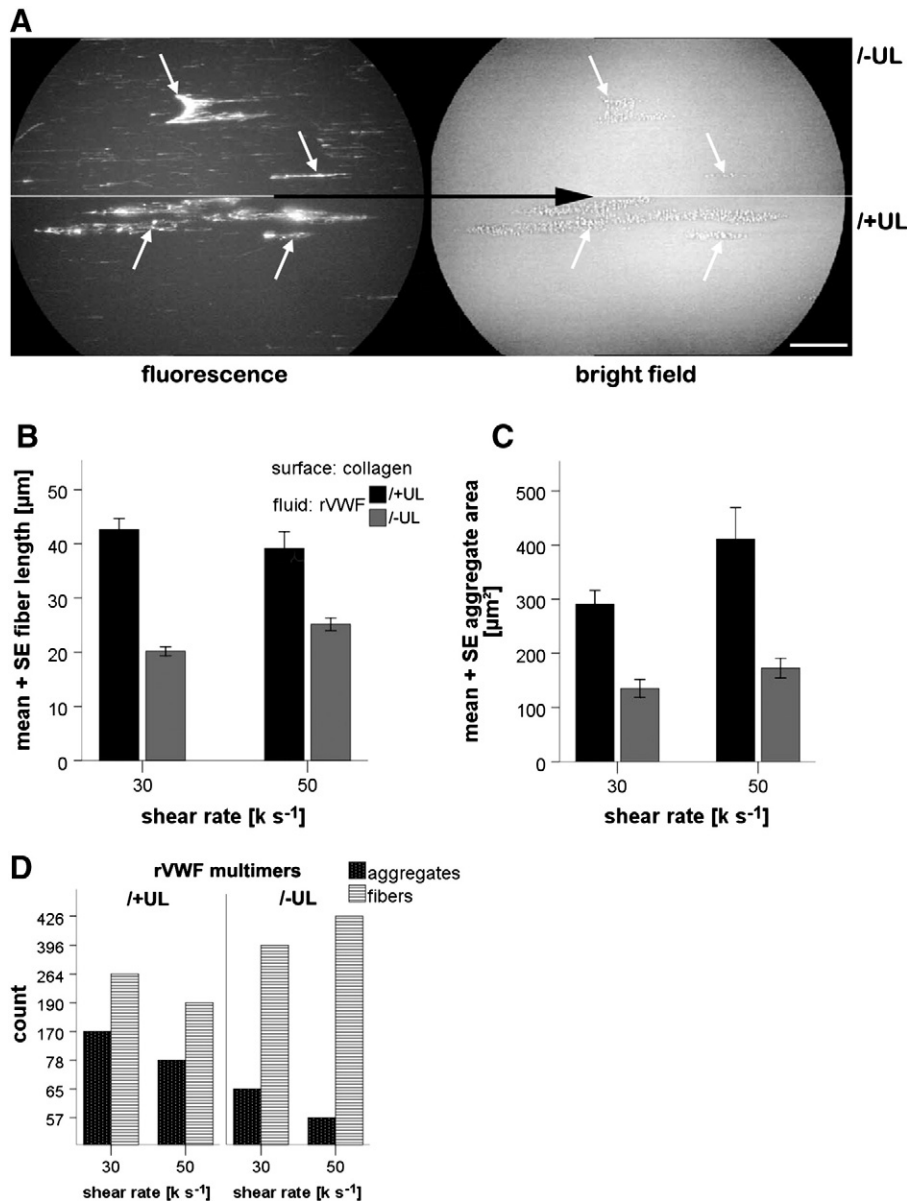 A
/-UL
/+UL
fluorescence
bright field
B
mean + SE fiber length [µm]
50
40
30
20
10
0
surface: collagen
fluid: rVWF
/+UL
/-UL
30
50
shear rate [k s⁻¹]
C
mean + SE aggregate area
[µm²]
500
400
300
200
100
0
30
50
shear rate [k s⁻¹]
D
rVWF multimers
aggregates
fibers
/+UL
/-UL
count
426
396
264
190
170
78
65
57
30
50
30
50
shear rate [k s⁻¹]
shear rate [k s⁻¹]